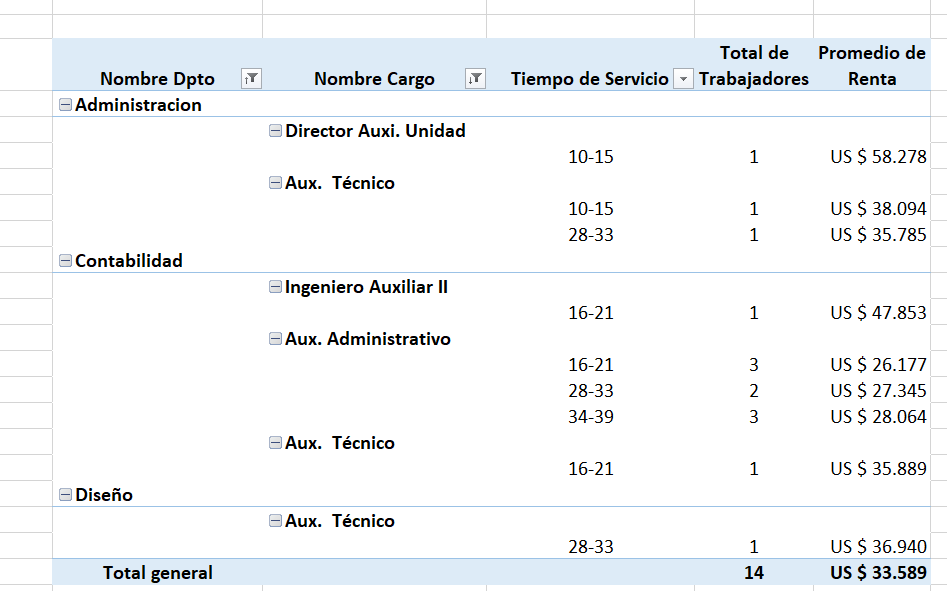 Nombre Dpto Nombre Cargo Tiempo de Servicio Total de Trabajadores Promedio de Renta
Administracion
Director Auxi. Unidad
10-15 1 US $ 58.278
Aux.  Técnico
10-15 1 US $ 38.094
28-33 1 US $ 35.785
Contabilidad
Ingeniero Auxiliar II
16-21 1 US $ 47.853
Aux. Administrativo
16-21 3 US $ 26.177
28-33 2 US $ 27.345
34-39 3 US $ 28.064
Aux.  Técnico
16-21 1 US $ 35.889
Diseño
Aux.  Técnico
28-33 1 US $ 36.940
Total general 14 US $ 33.589